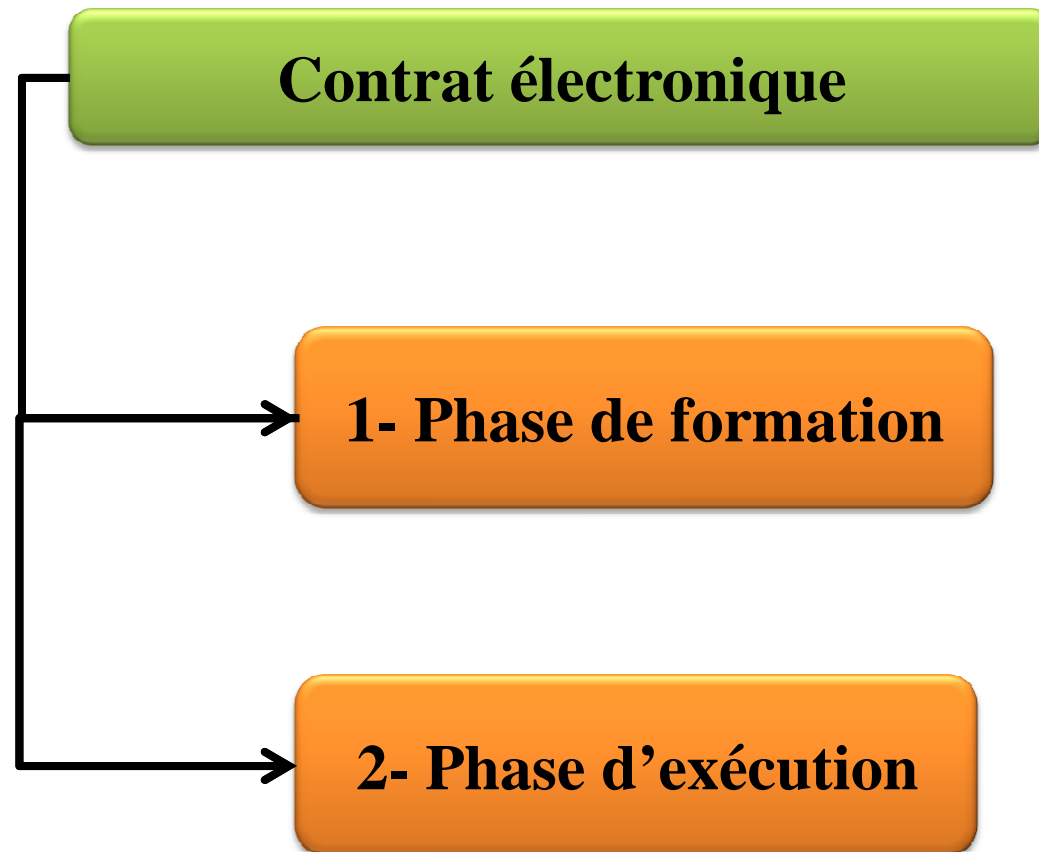 Contrat électronique
1- Phase de formation
2- Phase d’exécution